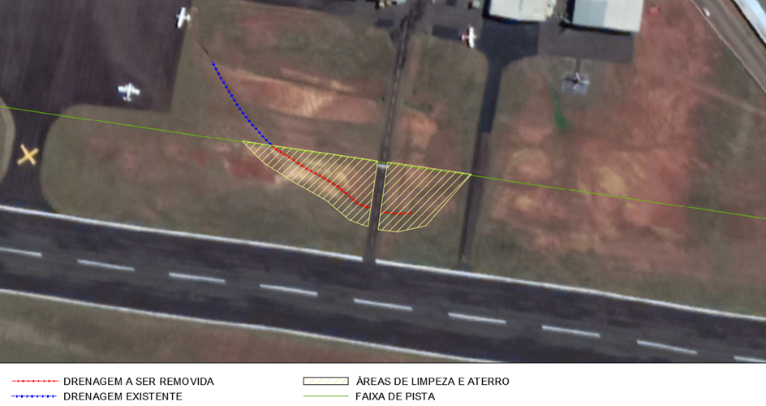 DRENAGEM A SER REMOVIDA
DRENAGEM EXISTENTE
ÁREAS DE LIMPEZA E ATERRO
FAIXA DE PISTA